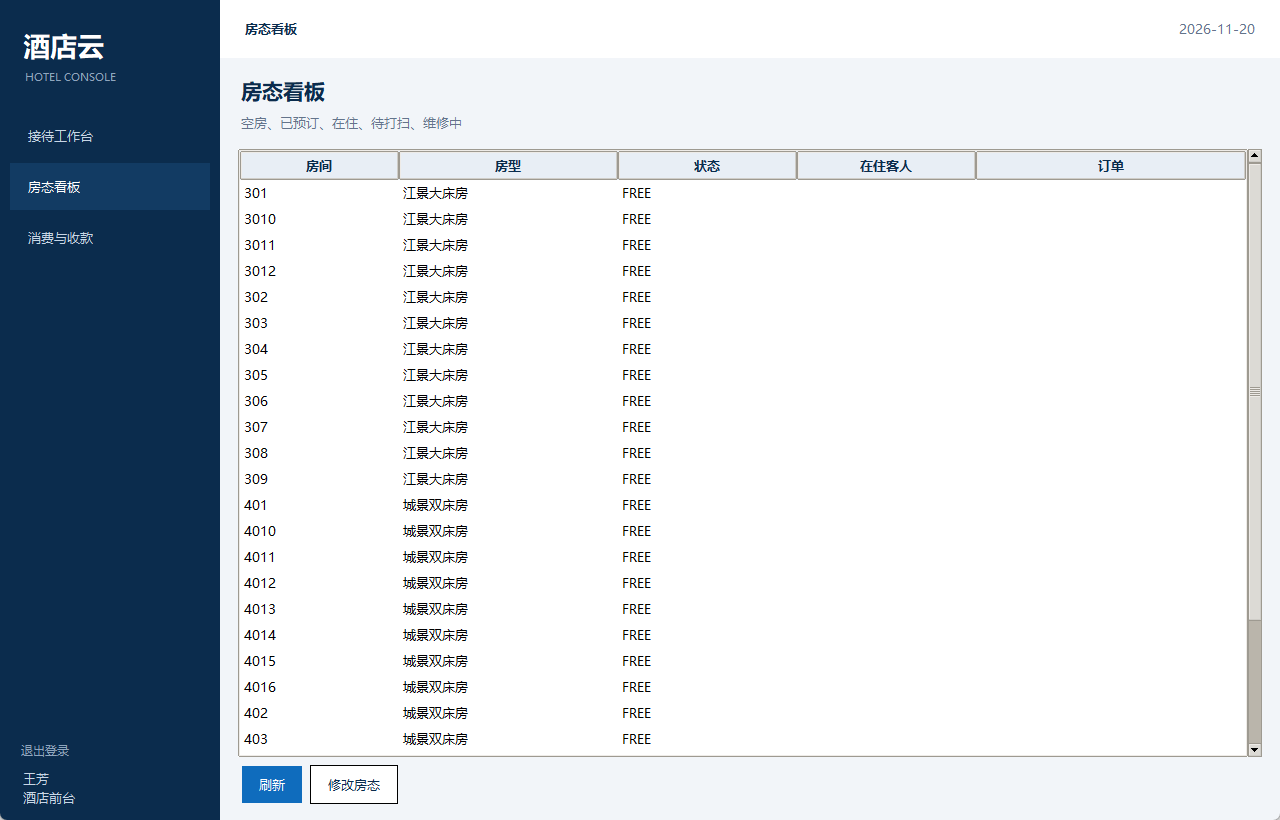 酒店云
HOTEL CONSOLE
接待工作台
房态看板
消费与收款
退出登录
王芳
酒店前台
房态看板 2026-11-20
房态看板
空房、已预订、在住、待打扫、维修中
房间 房型 状态 在住客人 订单
301 江景大床房 FREE
3010 江景大床房 FREE
3011 江景大床房 FREE
3012 江景大床房 FREE
302 江景大床房 FREE
303 江景大床房 FREE
304 江景大床房 FREE
305 江景大床房 FREE
306 江景大床房 FREE
307 江景大床房 FREE
308 江景大床房 FREE
309 江景大床房 FREE
401 城景双床房 FREE
4010 城景双床房 FREE
4011 城景双床房 FREE
4012 城景双床房 FREE
4013 城景双床房 FREE
4014 城景双床房 FREE
4015 城景双床房 FREE
4016 城景双床房 FREE
402 城景双床房 FREE
403 城景双床房 FREE
刷新 修改房态